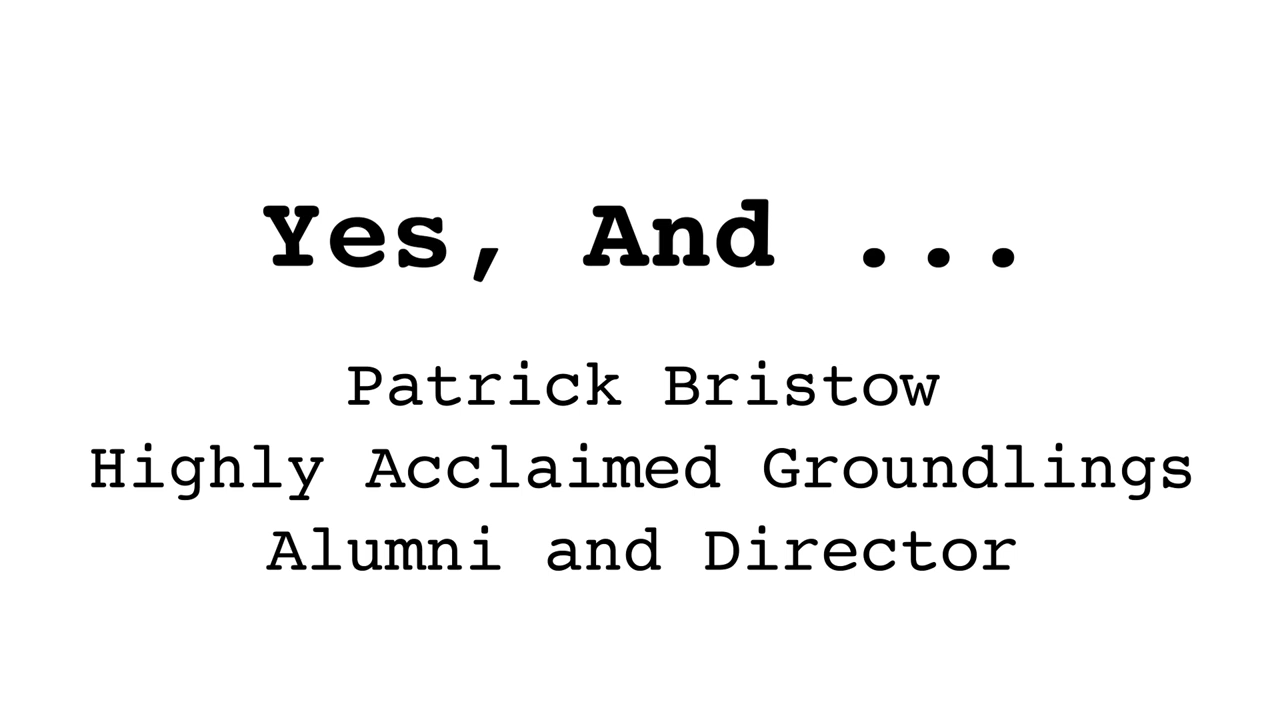 Yes, And ...
Patrick Bristow
Highly Acclaimed Groundlings
Alumni and Director